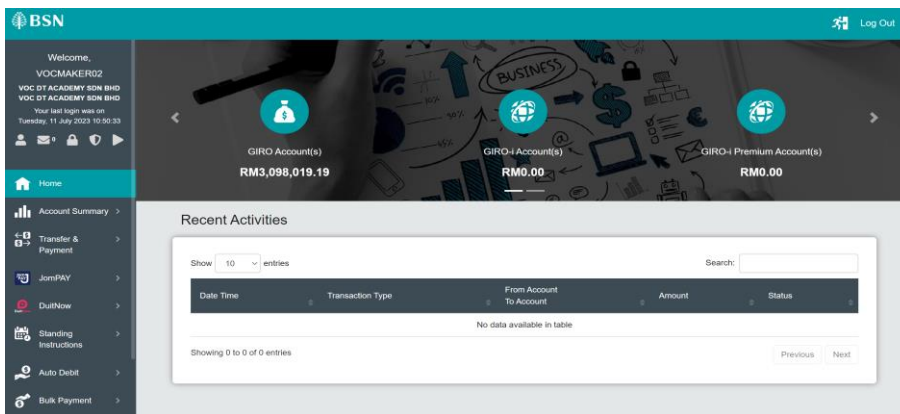 BSN
Log Out
Welcome,
VOCMAKER02
VOC DT ACADEMY SDN BHD
VOC DT ACADEMY SDN BHD
Your last login was on
Tuesday, 11 July 2023 10:50:33
0
Home
Account Summary
Transfer &
Payment
JomPAY
DuitNow
Standing
Instructions
Auto Debit
Bulk Payment
BUSINESS
90%
45%
GIRO Account(s)
RM3,098,019.19
GIRO-i Account(s)
RM0.00
GIRO-i Premium Account(s)
RM0.00
Recent Activities
Show 10 entries
Search:
Date Time
Transaction Type
From Account
To Account
Amount
Status
No data available in table
Showing 0 to 0 of 0 entries
Previous Next